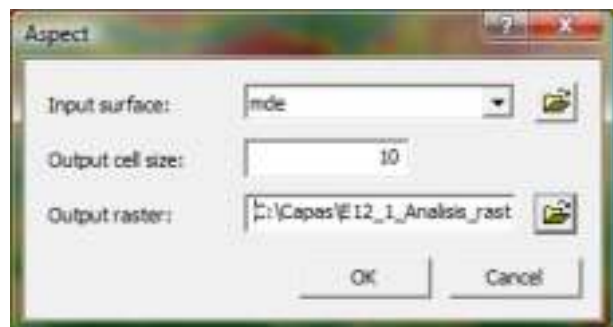 Aspect
Input surface: mde
Output cell size: 10
Output raster: C:\Capas\E12_1_Analisis_rast
OK Cancel